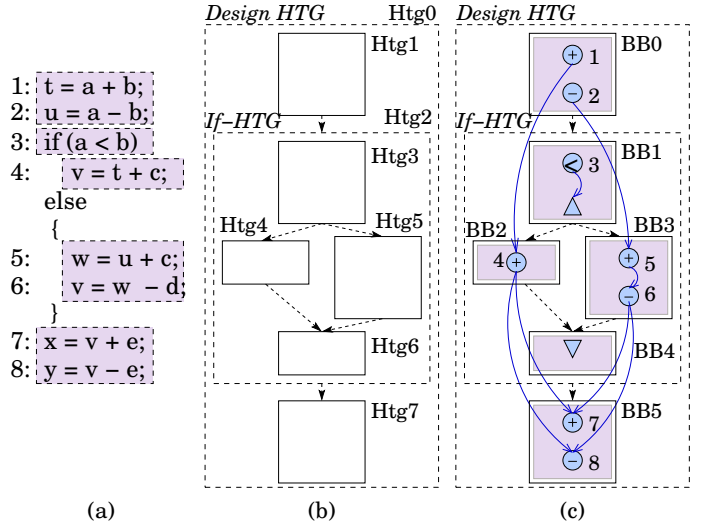 Design HTG Htg0 Design HTG
Htg1 BB0
+ 1
1: t = a + b;
2: u = a - b;
- 2
If-HTG Htg2 If-HTG
3: if (a < b)
Htg3 BB1
< 3
4: v = t + c;
else
Htg4 Htg5 BB2 BB3
{
5: w = u + c;
4 + + 5
6: v = w - d;
- 6
}
Htg6 BB4
7: x = v + e;
8: y = v - e;
Htg7 BB5
+ 7
- 8
(a) (b) (c)